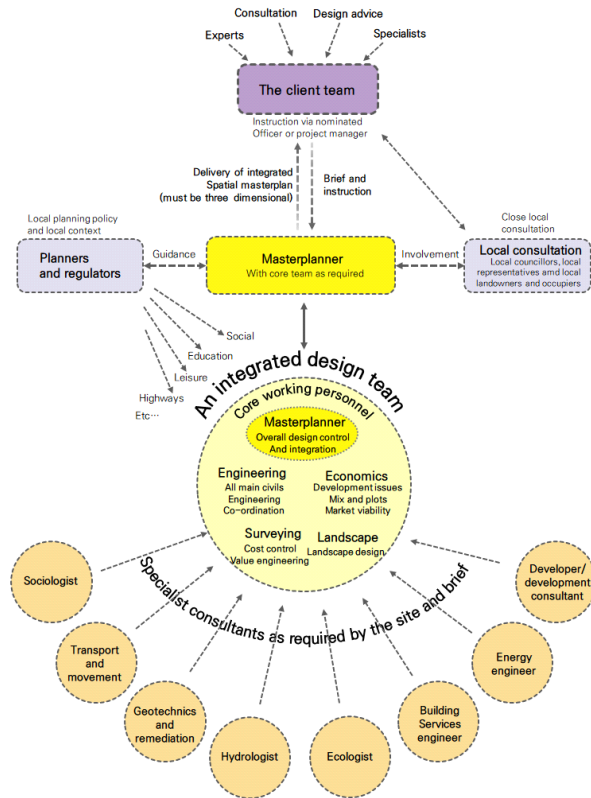 Consultation
Design advice
Experts
Specialists
The client team
Instruction via nominated
Officer or project manager
Delivery of integrated
Spatial masterplan
(must be three dimensional)
Brief and
instruction
Local planning policy
and local context
Close local
consultation
Planners
and regulators
Guidance
Masterplanner
With core team as required
Involvement
Local consultation
Local councillors, local
representatives amd local
landowners and occupiers
Social
Education
Leisure
Highways
Etc…
An integrated design team
Core working personnel
Masterplanner
Overall design control
And integration
Engineering
All main civils
Engineering
Co-ordination
Economics
Development issues
Mix and plots
Market viability
Surveying
Cost control
Value engineering
Landscape
Landscape design
Specialist consultants as required by the site and brief
Sociologist
Transport
and
movement
Geotechnics
and
remediation
Hydrologist
Ecologist
Building
Services
engineer
Energy
engineer
Developer/
development
consultant